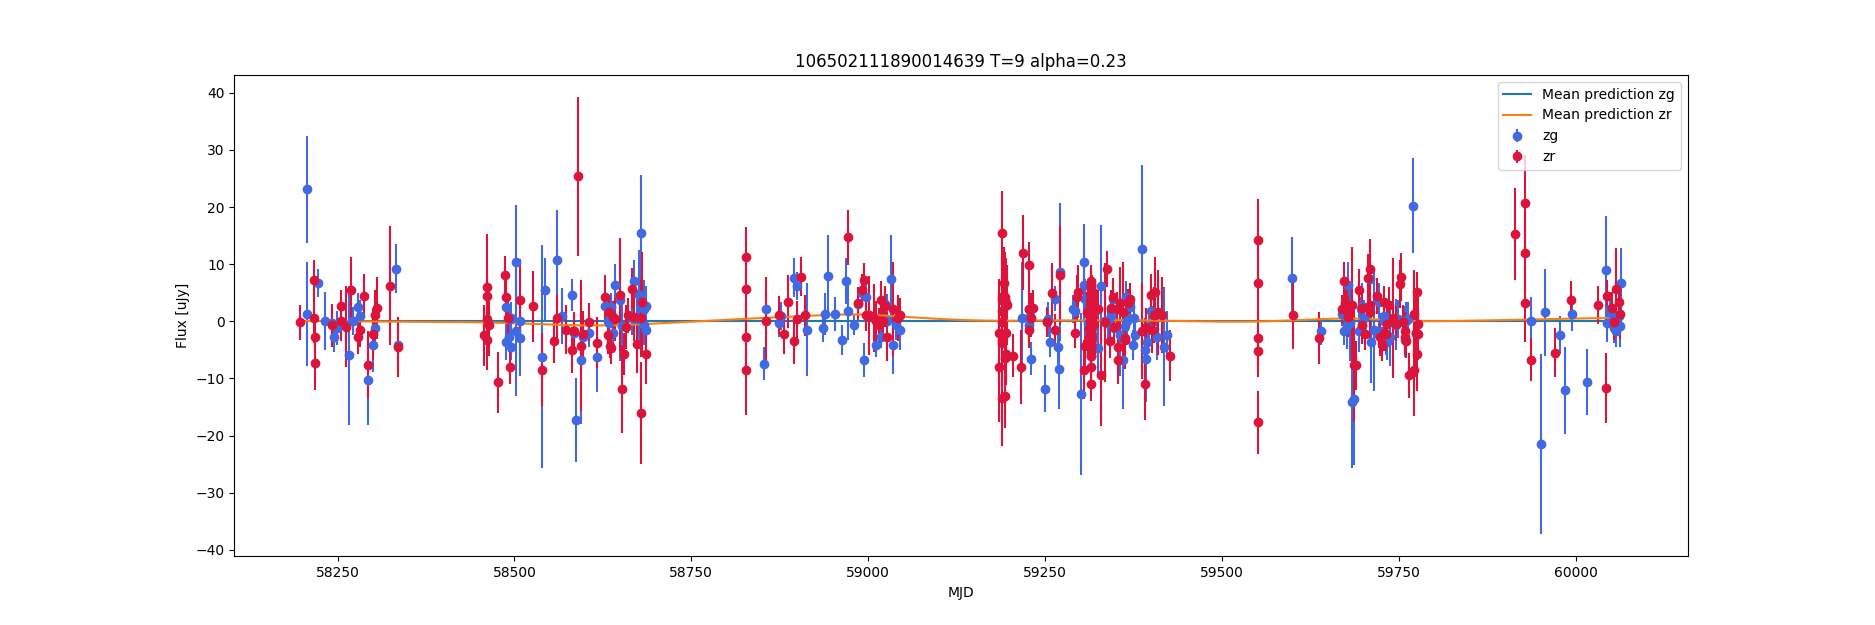 106502111890014639 T=9 alpha=0.23
Mean prediction zg
Mean prediction zr
zg
zr
Flux [uJy]
40
30
20
10
0
−10
−20
−30
−40
58250 58500 58750 59000 59250 59500 59750 60000
MJD